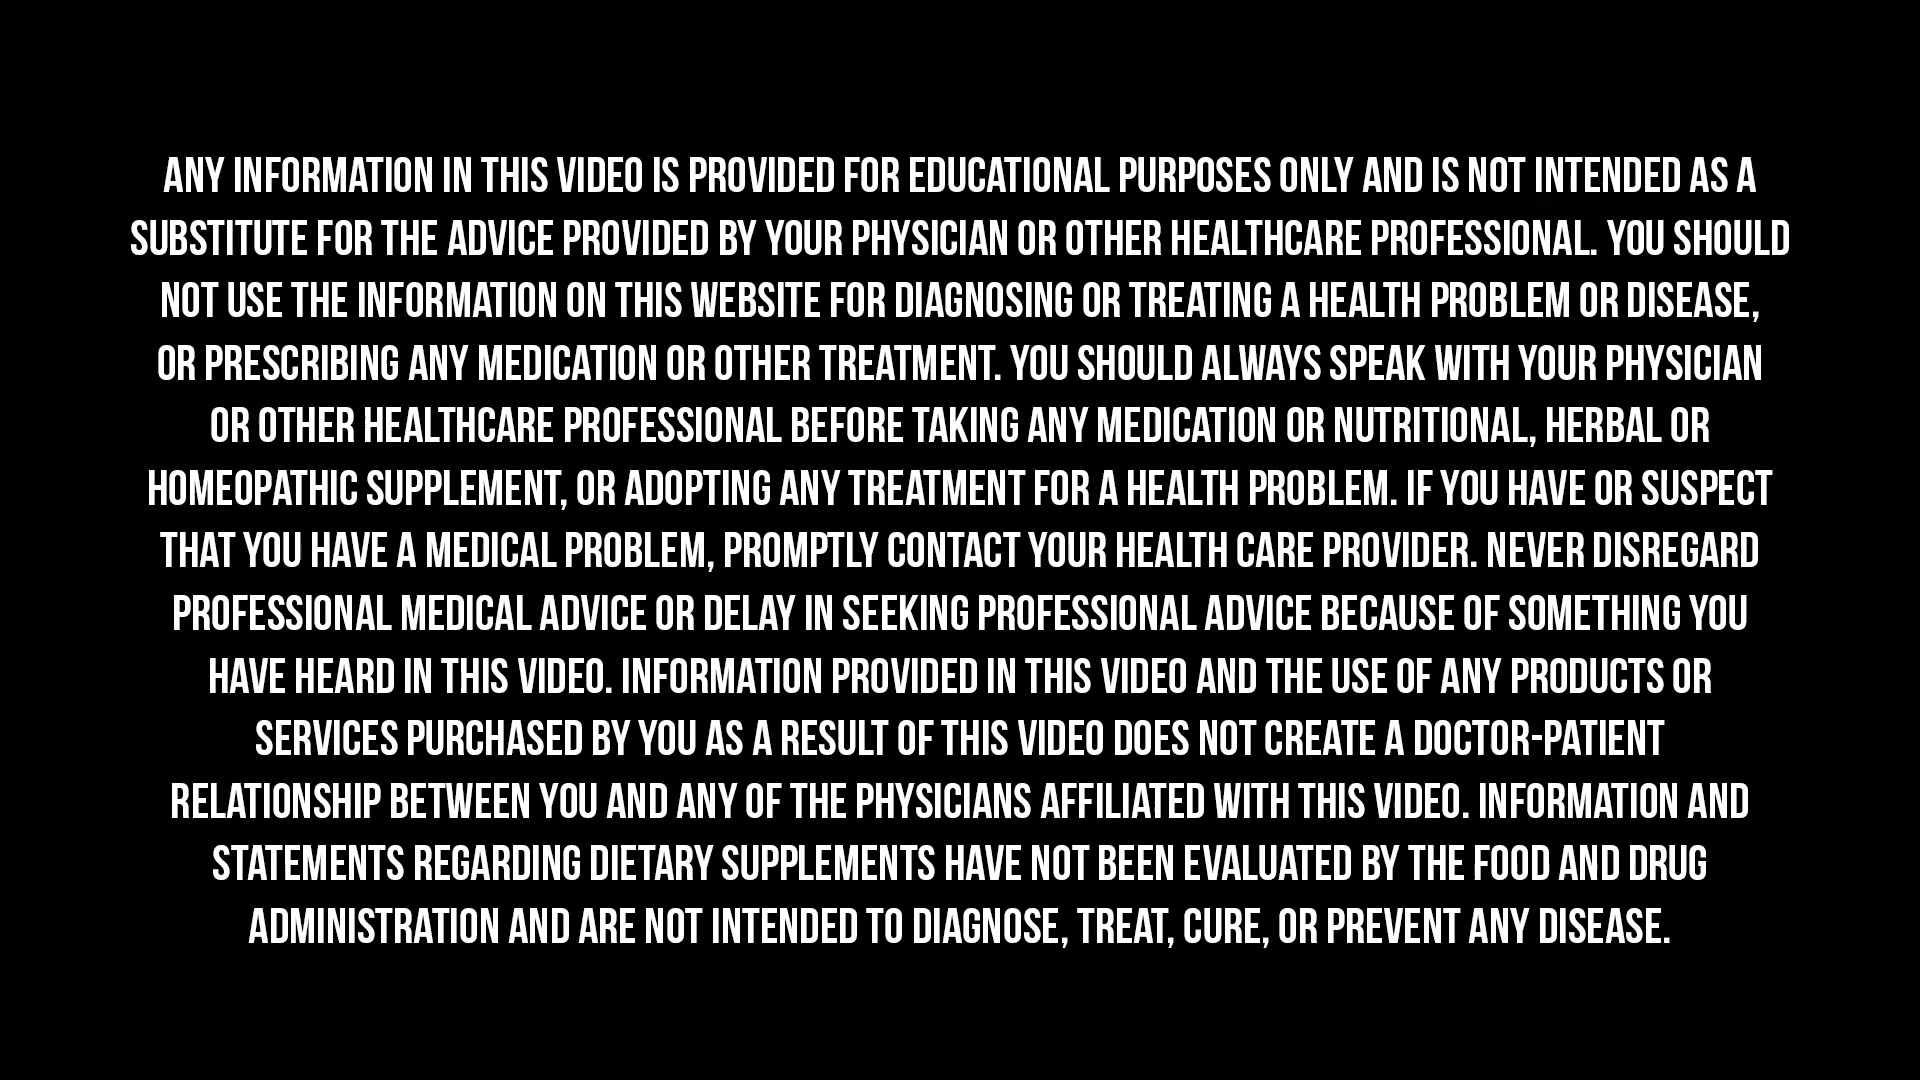 ANY INFORMATION IN THIS VIDEO IS PROVIDED FOR EDUCATIONAL PURPOSES ONLY AND IS NOT INTENDED AS A
SUBSTITUTE FOR THE ADVICE PROVIDED BY YOUR PHYSICIAN OR OTHER HEALTHCARE PROFESSIONAL. YOU SHOULD
NOT USE THE INFORMATION ON THIS WEBSITE FOR DIAGNOSING OR TREATING A HEALTH PROBLEM OR DISEASE,
OR PRESCRIBING ANY MEDICATION OR OTHER TREATMENT. YOU SHOULD ALWAYS SPEAK WITH YOUR PHYSICIAN
OR OTHER HEALTHCARE PROFESSIONAL BEFORE TAKING ANY MEDICATION OR NUTRITIONAL, HERBAL OR
HOMEOPATHIC SUPPLEMENT, OR ADOPTING ANY TREATMENT FOR A HEALTH PROBLEM. IF YOU HAVE OR SUSPECT
THAT YOU HAVE A MEDICAL PROBLEM, PROMPTLY CONTACT YOUR HEALTH CARE PROVIDER. NEVER DISREGARD
PROFESSIONAL MEDICAL ADVICE OR DELAY IN SEEKING PROFESSIONAL ADVICE BECAUSE OF SOMETHING YOU
HAVE HEARD IN THIS VIDEO. INFORMATION PROVIDED IN THIS VIDEO AND THE USE OF ANY PRODUCTS OR
SERVICES PURCHASED BY YOU AS A RESULT OF THIS VIDEO DOES NOT CREATE A DOCTOR-PATIENT
RELATIONSHIP BETWEEN YOU AND ANY OF THE PHYSICIANS AFFILIATED WITH THIS VIDEO. INFORMATION AND
STATEMENTS REGARDING DIETARY SUPPLEMENTS HAVE NOT BEEN EVALUATED BY THE FOOD AND DRUG
ADMINISTRATION AND ARE NOT INTENDED TO DIAGNOSE, TREAT, CURE, OR PREVENT ANY DISEASE.